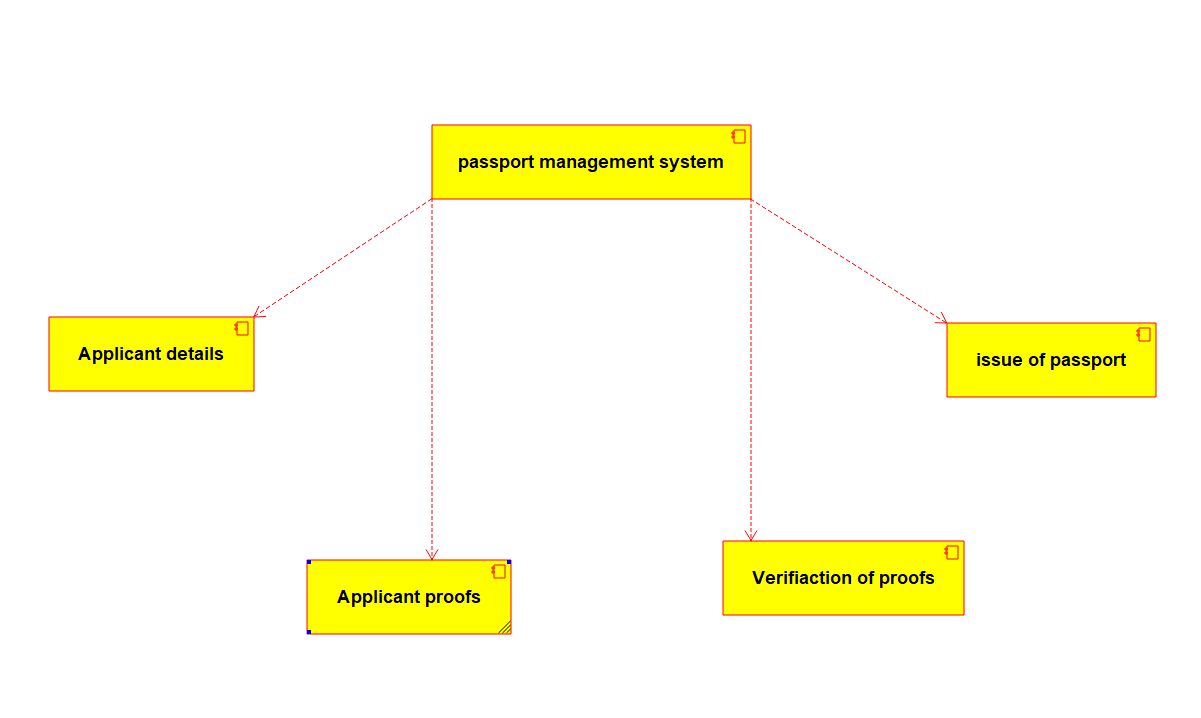 passport management system
Applicant details
issue of passport
Applicant proofs
Verifiaction of proofs